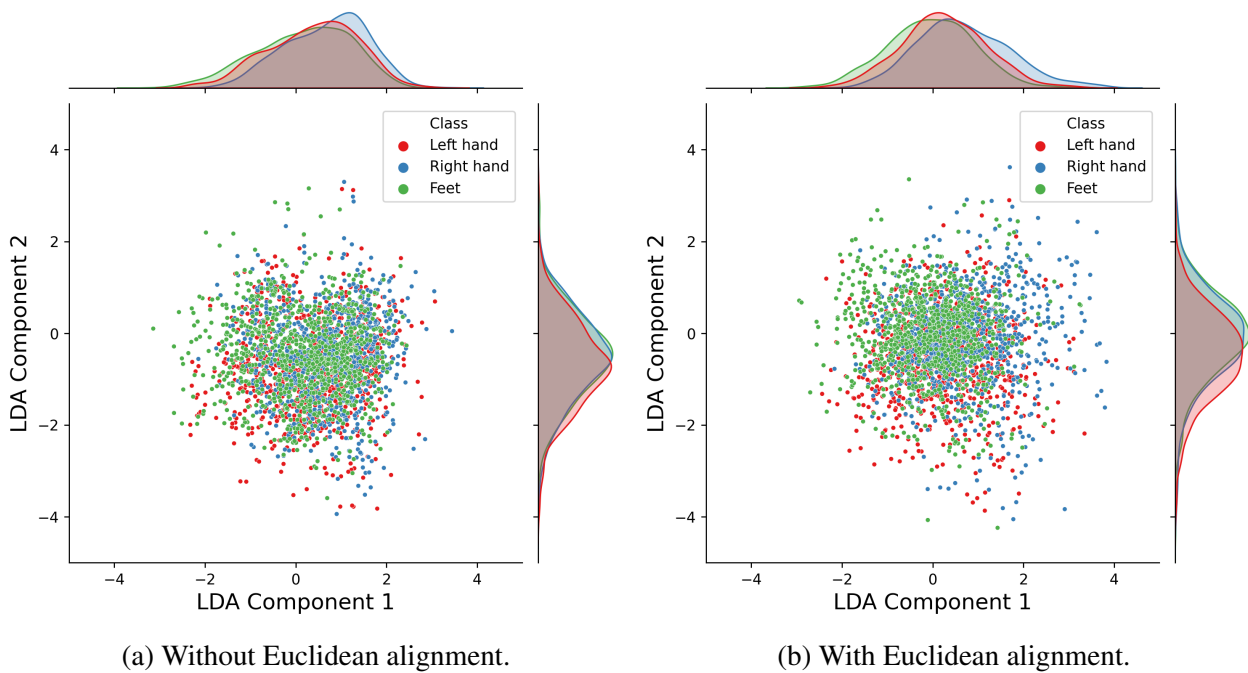 Class
Left hand
Right hand
Feet
4
2
0
−2
−4
LDA Component 2
−4
−2
0
2
4
LDA Component 1
(a) Without Euclidean alignment.
Class
Left hand
Right hand
Feet
4
2
0
−2
−4
LDA Component 2
−4
−2
0
2
4
LDA Component 1
(b) With Euclidean alignment.